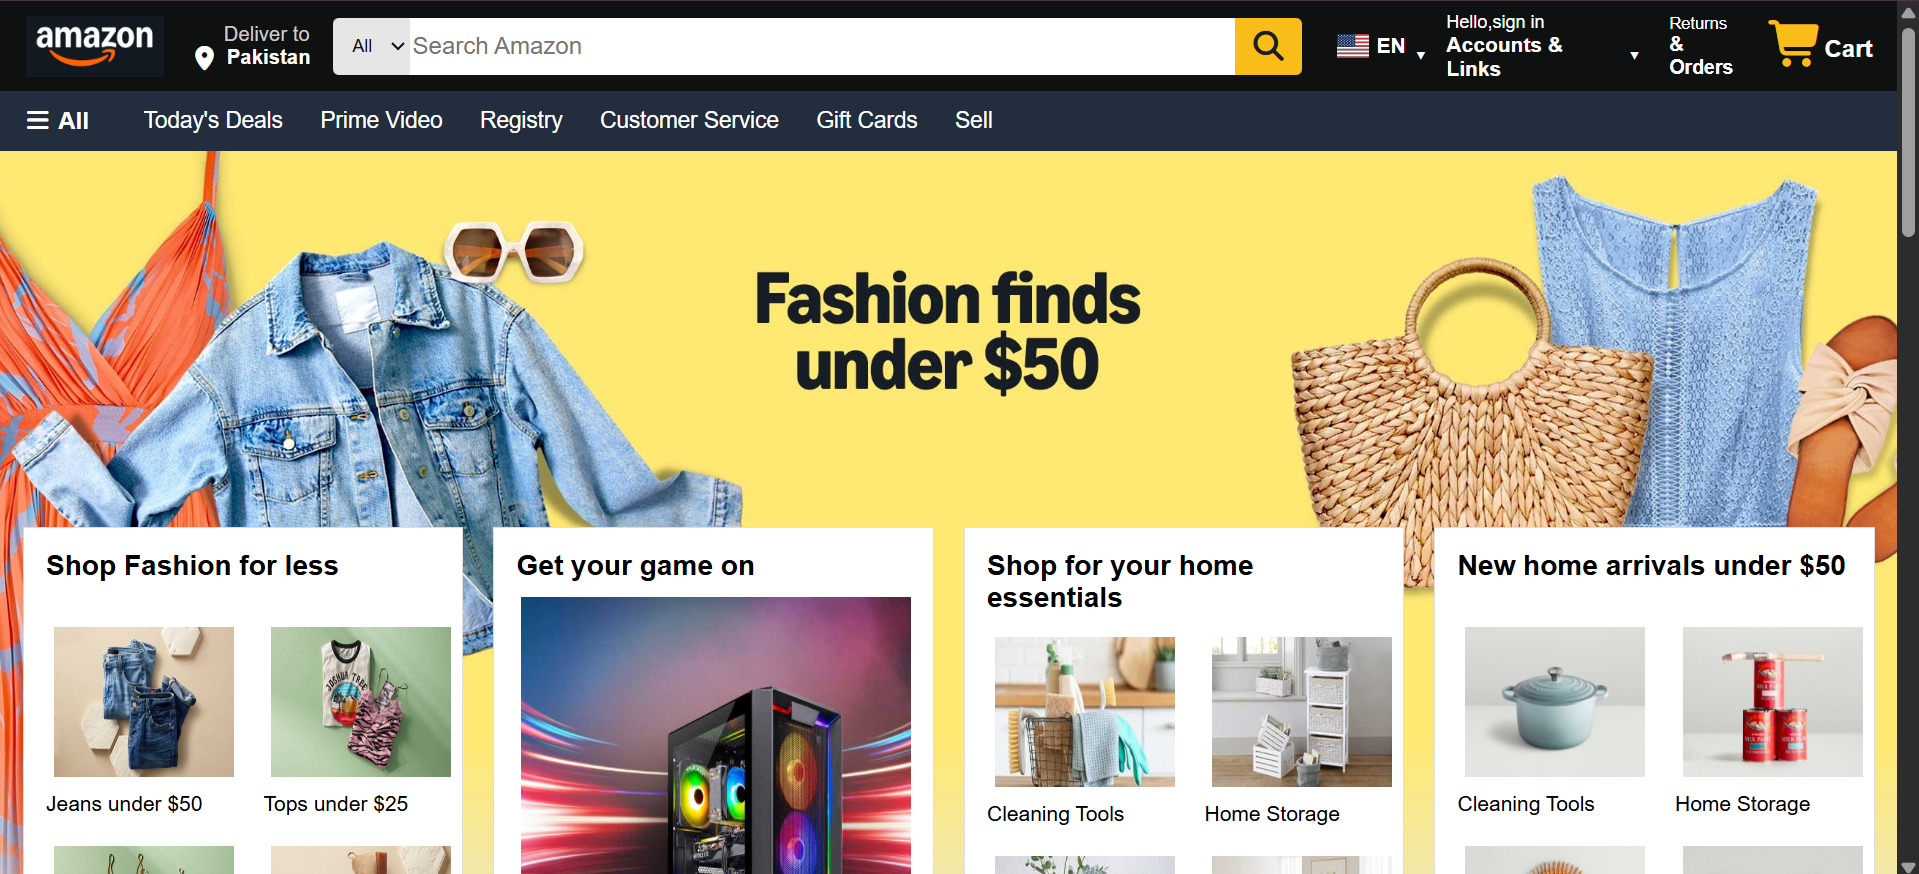 amazon
Deliver to
Pakistan
All
Search Amazon
EN
Hello,sign in
Accounts &
Links
Returns
&
Orders
Cart
All
Today's Deals
Prime Video
Registry
Customer Service
Gift Cards
Sell
Fashion finds
under $50
Shop Fashion for less
Get your game on
Shop for your home
essentials
New home arrivals under $50
JOSHUA TREE
Jeans under $50
Tops under $25
Cleaning Tools
Home Storage
Cleaning Tools
Home Storage